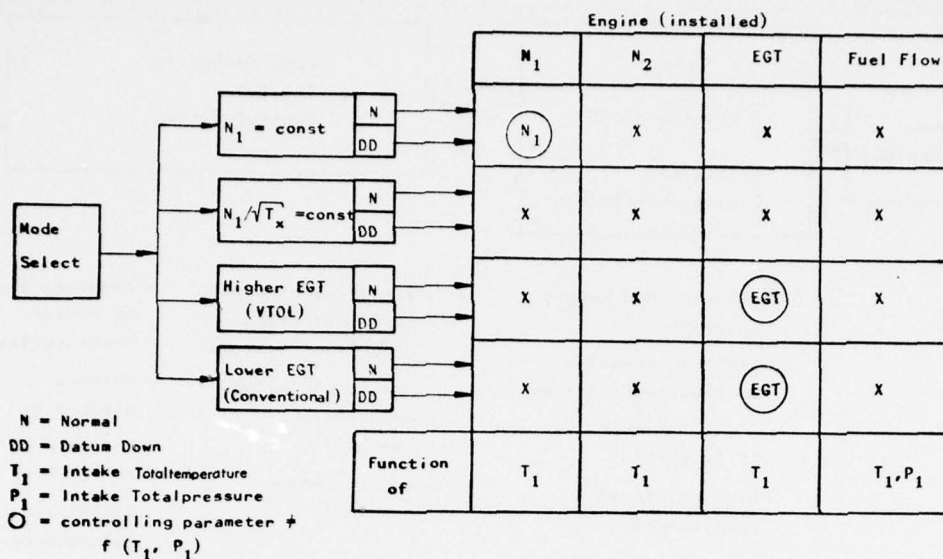 Engine (installed)
N1 N2 EGT Fuel Flow
N1 = const N DD
N1 X X X
N1/√Tx = const N DD
X X X X
Mode
Select
Higher EGT
(VTOL) N DD
X X EGT X
Lower EGT
(Conventional) N DD
X X EGT X
Function
of
T1 T1 T1 T1, P1
N = Normal
DD = Datum Down
T1 = Intake Totaltemperature
P1 = Intake Totalpressure
○ = controlling parameter ≠
f (T1, P1)